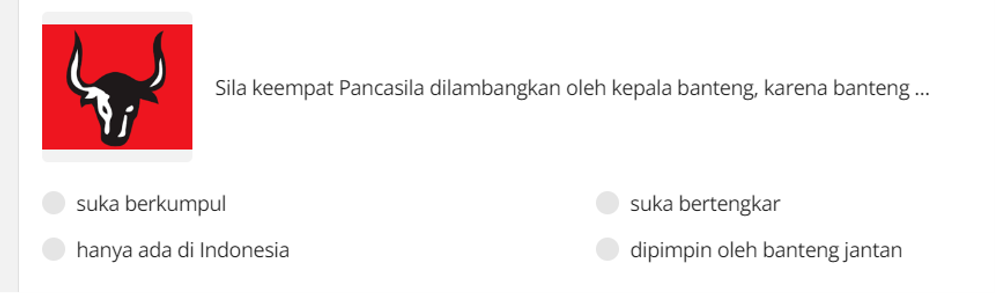 Sila keempat Pancasila dilambangkan oleh kepala banteng, karena banteng ...
suka berkumpul
suka bertengkar
hanya ada di Indonesia
dipimpin oleh banteng jantan